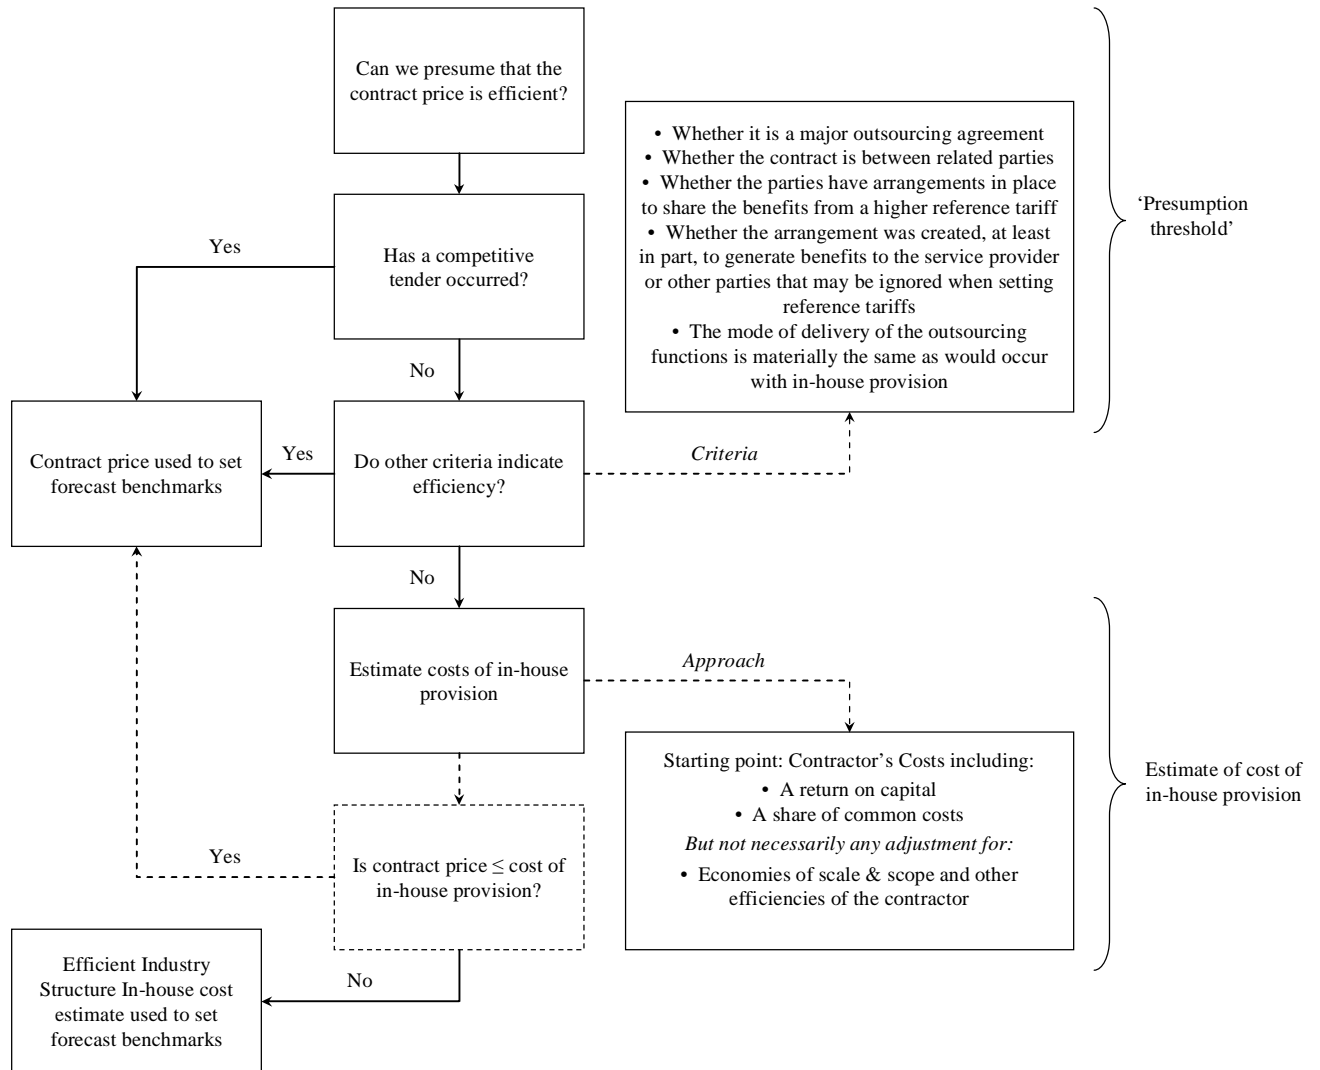 Can we presume that the
contract price is efficient?
• Whether it is a major outsourcing agreement
• Whether the contract is between related parties
• Whether the parties have arrangements in place
to share the benefits from a higher reference tariff
• Whether the arrangement was created, at least
in part, to generate benefits to the service provider
or other parties that may be ignored when setting
reference tariffs
• The mode of delivery of the outsourcing
functions is materially the same as would occur
with in-house provision
‘Presumption
threshold’
Yes
Has a competitive
tender occurred?
No
Contract price used to set
forecast benchmarks
Yes
Do other criteria indicate
efficiency?
Criteria
No
Estimate costs of in-house
provision
Approach
Starting point: Contractor’s Costs including:
• A return on capital
• A share of common costs
But not necessarily any adjustment for:
• Economies of scale & scope and other
efficiencies of the contractor
Estimate of cost of
in-house provision
Yes
Is contract price ≤ cost of
in-house provision?
No
Efficient Industry
Structure In-house cost
estimate used to set
forecast benchmarks